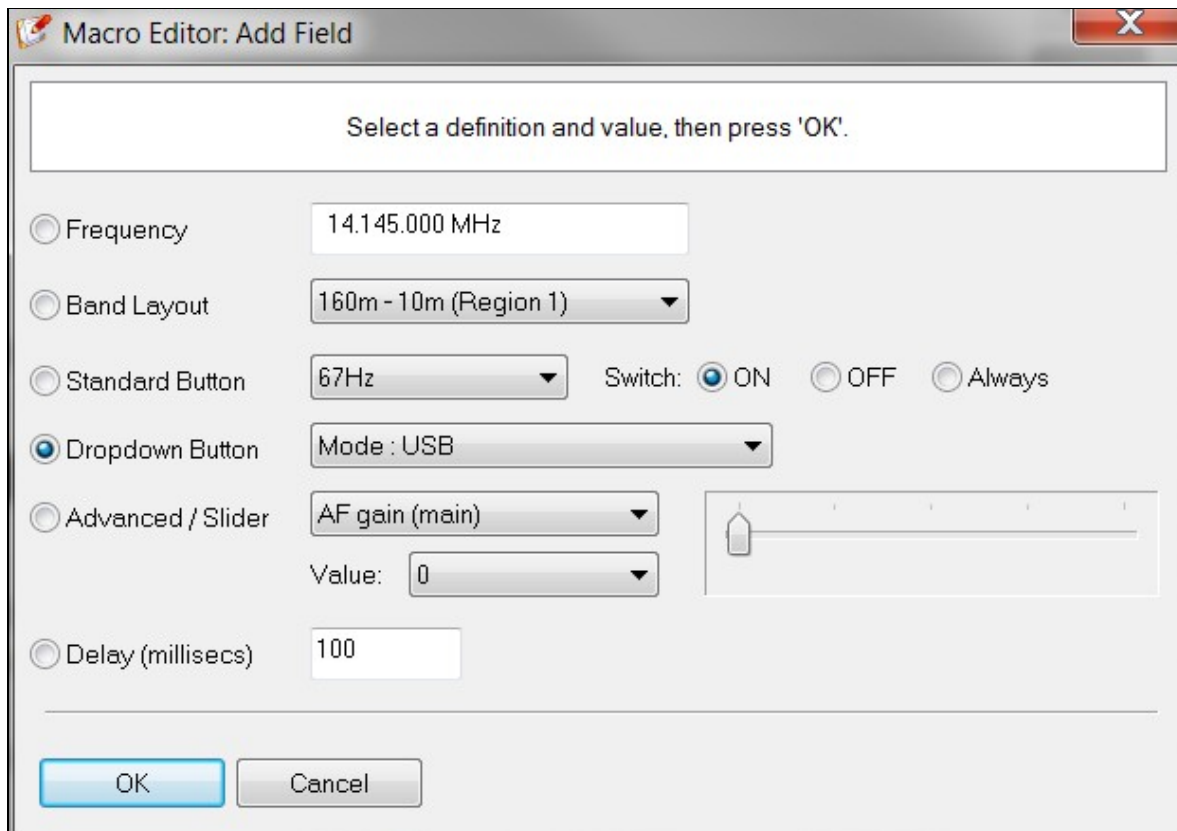 Macro Editor: Add Field
Select a definition and value, then press 'OK'.
Frequency 14.145.000 MHz
Band Layout 160m - 10m (Region 1)
Standard Button 67Hz Switch: ON OFF Always
Dropdown Button Mode : USB
Advanced / Slider AF gain (main)
Value: 0
Delay (millisecs) 100
OK Cancel